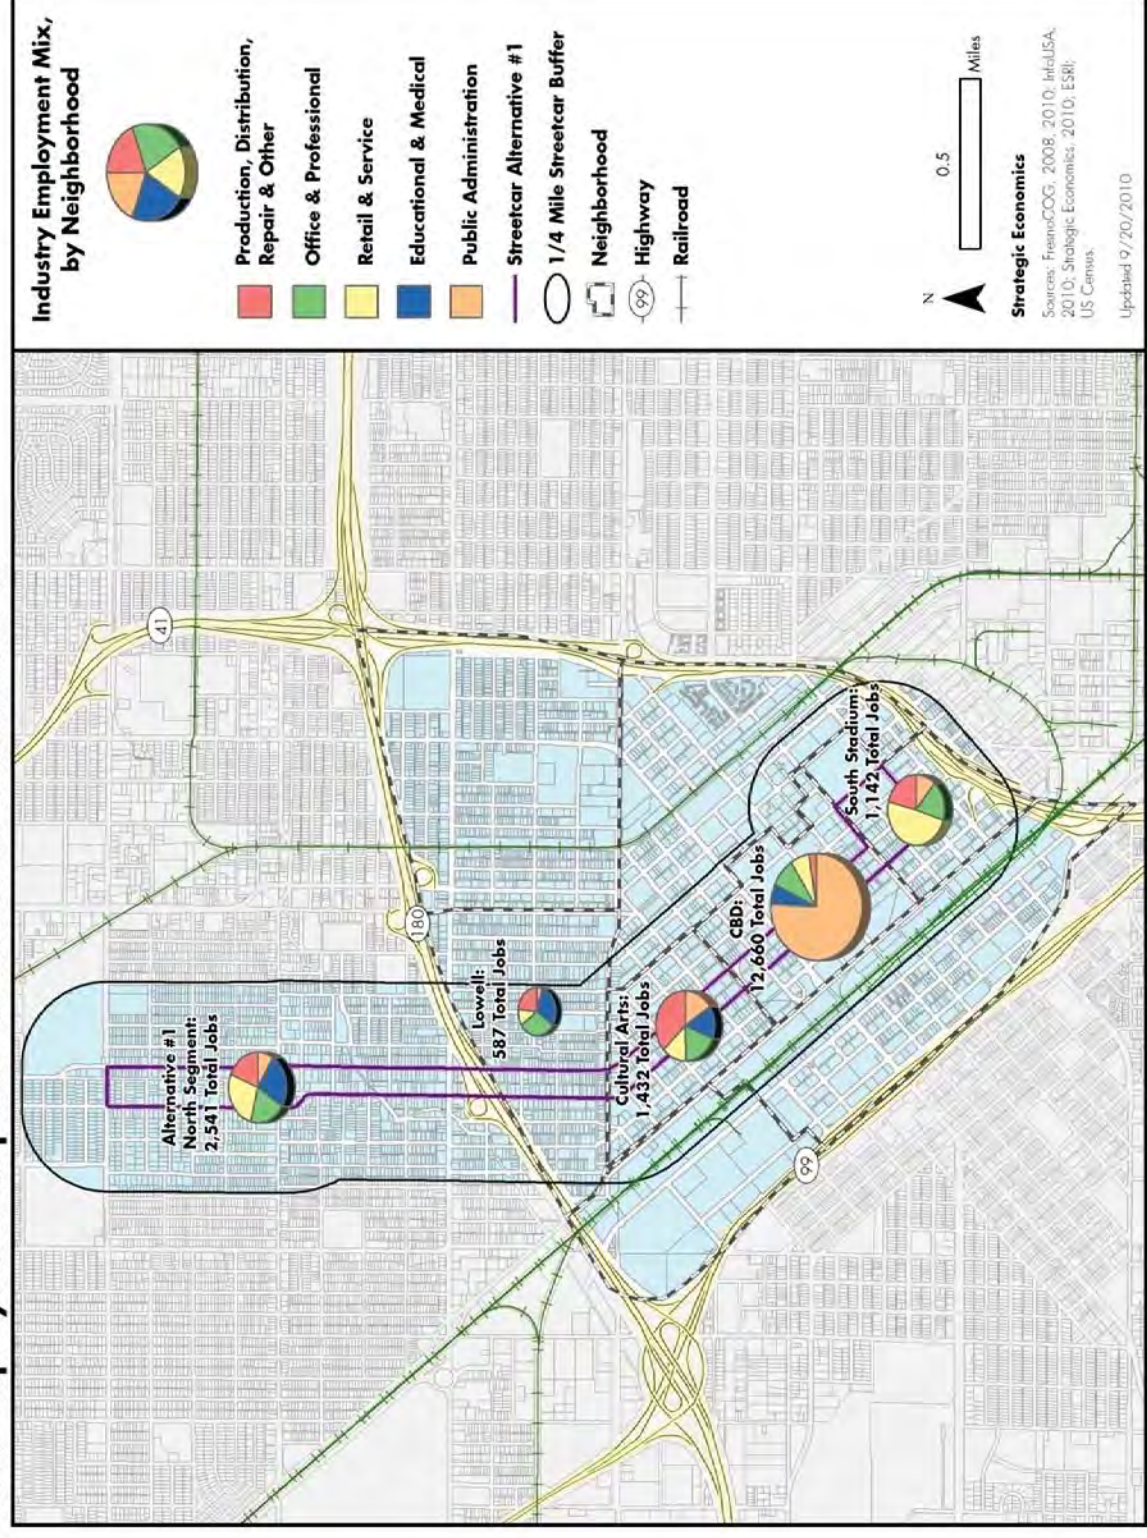 Industry Employment Mix,
by Neighborhood
Production, Distribution,
Repair & Other
Office & Professional
Retail & Service
Educational & Medical
Public Administration
Streetcar Alternative #1
1/4 Mile Streetcar Buffer
Neighborhood
99
Highway
Railroad
N
0.5
Miles
Strategic Economics
Sources: FresnoCOG, 2008, 2010; InfoUSA,
2010; Strategic Economics, 2010; ESRI;
US Census.
Updated 9/20/2010
41
180
99
Alternative #1
North Segment:
2,541 Total Jobs
Lowell:
587 Total Jobs
Cultural Arts:
1,432 Total Jobs
CBD:
12,660 Total Jobs
South Stadium:
1,142 Total Jobs